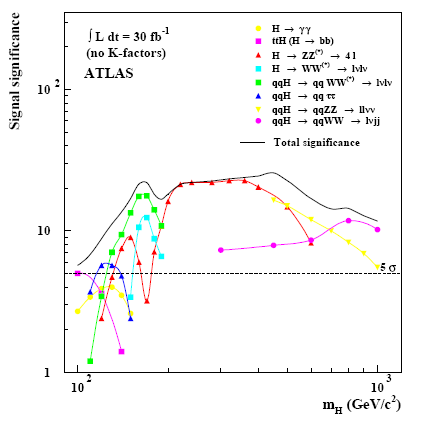 Signal significance
∫ L dt = 30 fb⁻¹
(no K-factors)
ATLAS
H → γγ
ttH (H → bb)
H → ZZ⁽*⁾ → 4 l
H → WW⁽*⁾ → lνlν
qqH → qq WW⁽*⁾ → lνlν
qqH → qq ττ
qqH → qqZZ → llνν
qqH → qqWW → lνjj
Total significance
10²
10
5 σ
1
10²
10³
m_H (GeV/c²)